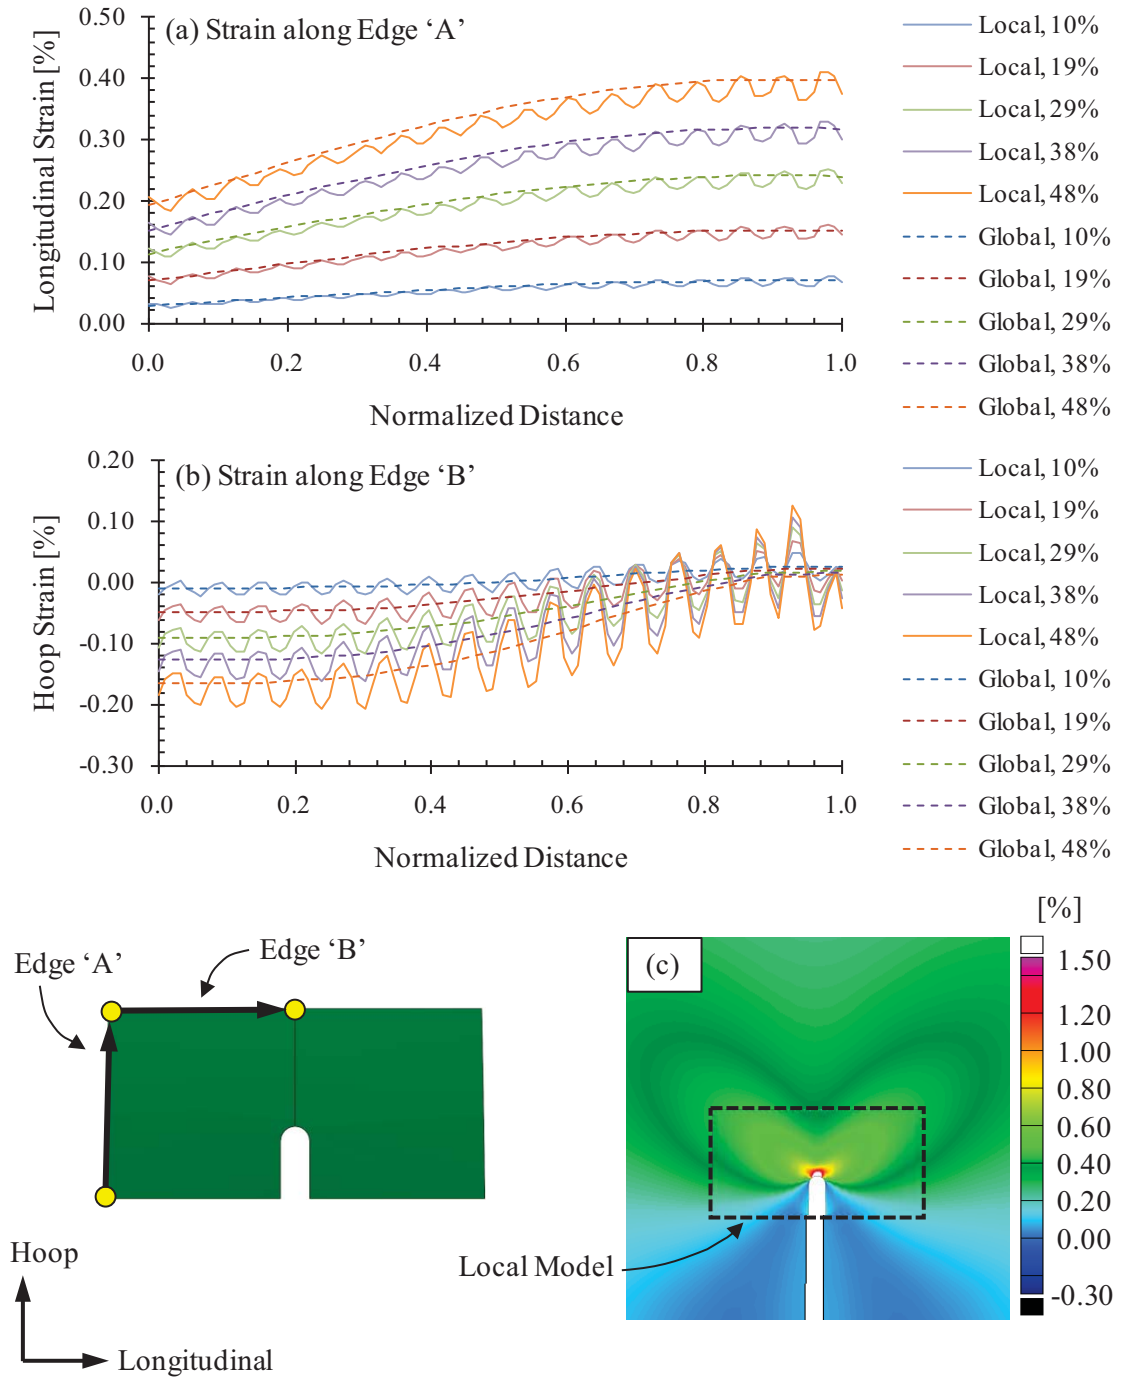 (a) Strain along Edge ‘A’
Longitudinal Strain [%]
0.50
0.40
0.30
0.20
0.10
0.00
0.0 0.2 0.4 0.6 0.8 1.0
Normalized Distance
Local, 10%
Local, 19%
Local, 29%
Local, 38%
Local, 48%
Global, 10%
Global, 19%
Global, 29%
Global, 38%
Global, 48%
(b) Strain along Edge ‘B’
Hoop Strain [%]
0.20
0.10
0.00
-0.10
-0.20
-0.30
0.0 0.2 0.4 0.6 0.8 1.0
Normalized Distance
Local, 10%
Local, 19%
Local, 29%
Local, 38%
Local, 48%
Global, 10%
Global, 19%
Global, 29%
Global, 38%
Global, 48%
Edge ‘A’
Edge ‘B’
Hoop
Longitudinal
(c)
Local Model
[%]
1.50
1.20
1.00
0.80
0.60
0.40
0.20
0.00
-0.30